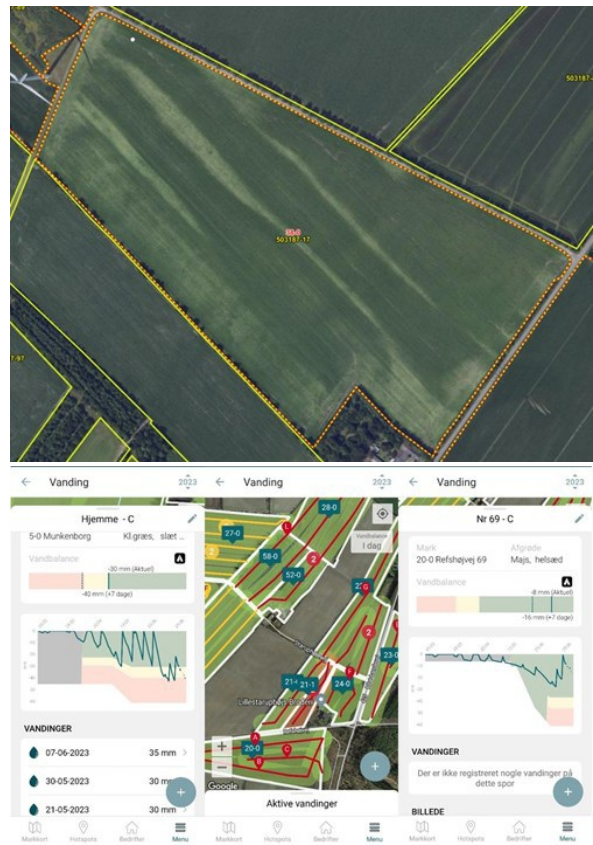 503187-
503187-17
7-97
← Vanding 2023
Hjemme - C
5-0 Munkenborg Kl.græs, slæt ..
Vandbalance
-30 mm (Aktuel)
-40 mm (+7 dage)
VANDINGER
07-06-2023 35 mm >
30-05-2023 30 mm
21-05-2023 30 mm
+
Markkort Hotspots Bedrifter Menu
← Vanding 2023
28-0
27-0
Vandbalance
I dag
L
2
58-0
2
52-0
G
2
23-0
F
21-1
24-0
Lillestaruphøjs Broden
A
20-0
C
B
+
−
+
Google
Aktive vandinger
Markkort Hotspots Bedrifter Menu
← Vanding 2023
Nr 69 - C
Mark Afgrøde
20-0 Refshøjvej 69 Majs, helsæd
Vandbalance
-8 mm (Aktuel)
-16 mm (+7 dage)
VANDINGER
Der er ikke registreret nogle vandinger på
dette spor
+
BILLEDE
Markkort Hotspots Bedrifter Menu